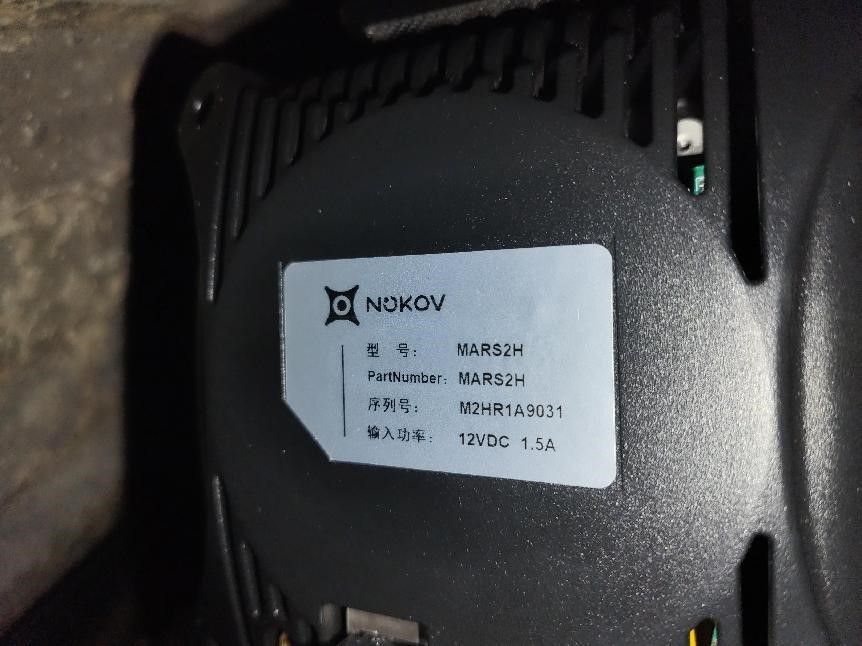 NOKOV
型 号： MARS2H
PartNumber: MARS2H
序列号： M2HR1A9031
输入功率： 12VDC 1.5A